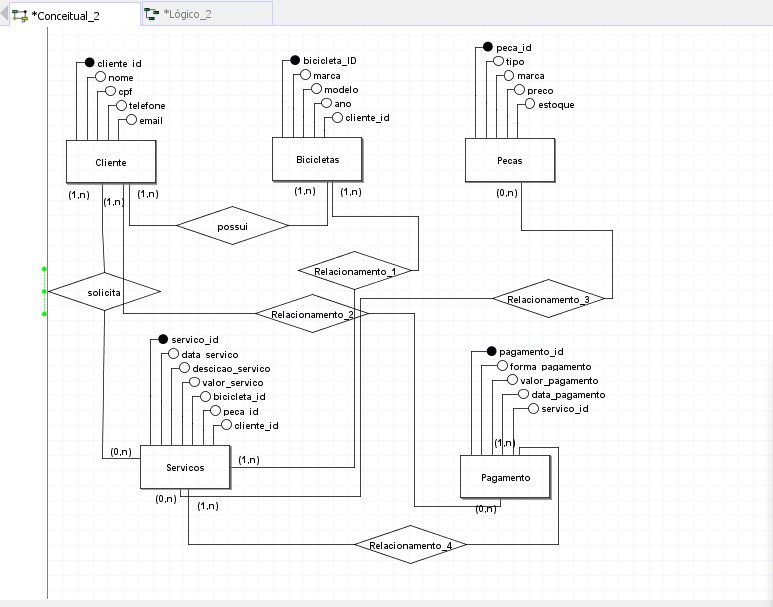 *Conceitual_2
*Lógico_2
cliente_id
nome
cpf
telefone
email
Cliente
bicicleta_ID
marca
modelo
ano
cliente_id
Bicicletas
peca_id
tipo
marca
preco
estoque
Pecas
(1,n)
(1,n)
(1,n)
(1,n)
(1,n)
(0,n)
possui
Relacionamento_1
solicita
Relacionamento_2
Relacionamento_3
servico_id
data_servico
descicao_servico
valor_servico
bicicleta_id
peca_id
cliente_id
Servicos
pagamento_id
forma_pagamento
valor_pagamento
data_pagamento
servico_id
(1,n)
Pagamento
(0,n)
(1,n)
(0,n)
(1,n)
(0,n)
Relacionamento_4